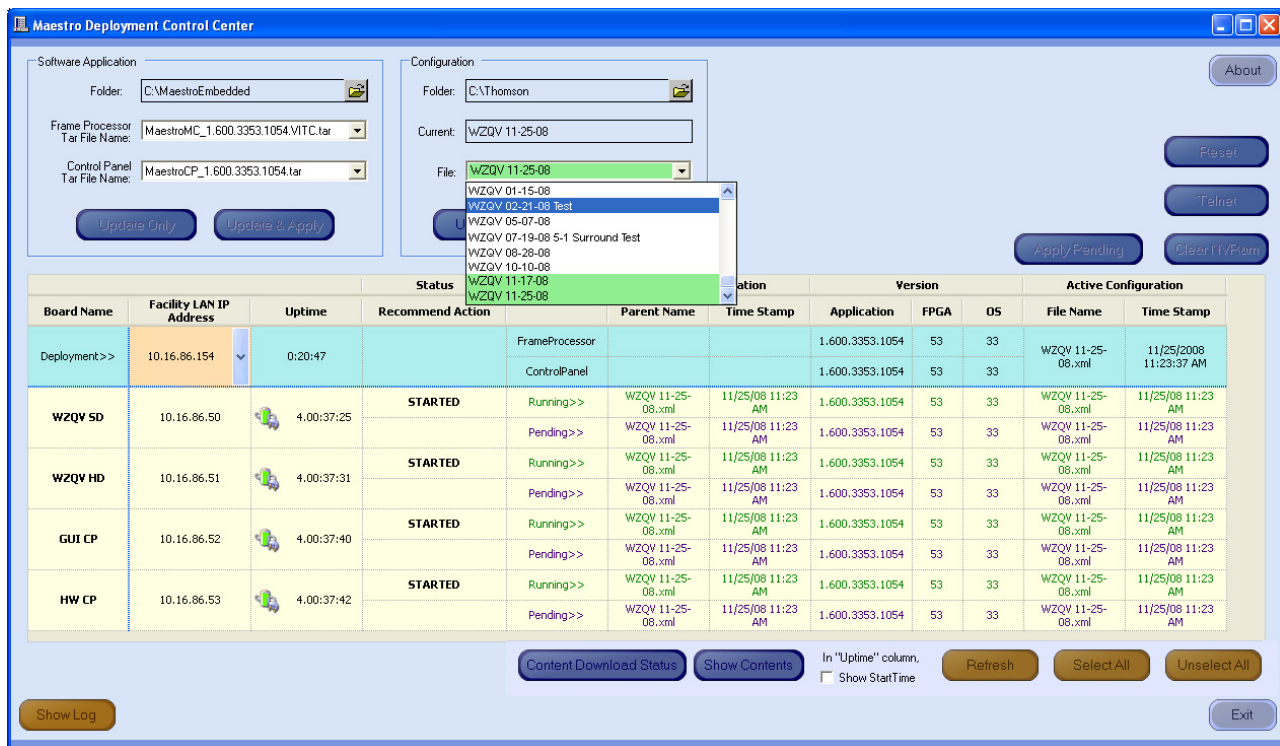 Maestro Deployment Control Center
Software Application
Folder: C:\MaestroEmbedded
Frame Processor
Tar File Name: MaestroMC_1.600.3353.1054.VITC.tar
Control Panel
Tar File Name: MaestroCP_1.600.3353.1054.tar
Update Only Update & Apply
Configuration
Folder: C:\Thomson
Current: WZQV 11-25-08
File: WZQV 11-25-08
WZQV 01-15-08
WZQV 02-21-08 Test
WZQV 05-07-08
WZQV 07-19-08 5-1 Surround Test
WZQV 08-28-08
WZQV 10-10-08
WZQV 11-17-08
WZQV 11-25-08
About
Reset
Telnet
Apply Pending Clear NVRam
Status Version Active Configuration
Board Name Facility LAN IP Address Uptime Recommend Action Parent Name Time Stamp Application FPGA OS File Name Time Stamp
Deployment>> 10.16.86.154 0:20:47 FrameProcessor 1.600.3353.1054 53 33 WZQV 11-25-08.xml 11/25/2008 11:23:37 AM
ControlPanel 1.600.3353.1054 53 33
WZQV SD 10.16.86.50 4.00:37:25 STARTED Running>> WZQV 11-25-08.xml 11/25/08 11:23 AM 1.600.3353.1054 53 33 WZQV 11-25-08.xml 11/25/08 11:23 AM
Pending>> WZQV 11-25-08.xml 11/25/08 11:23 AM 1.600.3353.1054 53 33 WZQV 11-25-08.xml 11/25/08 11:23 AM
WZQV HD 10.16.86.51 4.00:37:31 STARTED Running>> WZQV 11-25-08.xml 11/25/08 11:23 AM 1.600.3353.1054 53 33 WZQV 11-25-08.xml 11/25/08 11:23 AM
Pending>> WZQV 11-25-08.xml 11/25/08 11:23 AM 1.600.3353.1054 53 33 WZQV 11-25-08.xml 11/25/08 11:23 AM
GUI CP 10.16.86.52 4.00:37:40 STARTED Running>> WZQV 11-25-08.xml 11/25/08 11:23 AM 1.600.3353.1054 53 33 WZQV 11-25-08.xml 11/25/08 11:23 AM
Pending>> WZQV 11-25-08.xml 11/25/08 11:23 AM 1.600.3353.1054 53 33 WZQV 11-25-08.xml 11/25/08 11:23 AM
HW CP 10.16.86.53 4.00:37:42 STARTED Running>> WZQV 11-25-08.xml 11/25/08 11:23 AM 1.600.3353.1054 53 33 WZQV 11-25-08.xml 11/25/08 11:23 AM
Pending>> WZQV 11-25-08.xml 11/25/08 11:23 AM 1.600.3353.1054 53 33 WZQV 11-25-08.xml 11/25/08 11:23 AM
Content Download Status Show Contents In "Uptime" column,
Show StartTime
Refresh Select All Unselect All
Show Log Exit